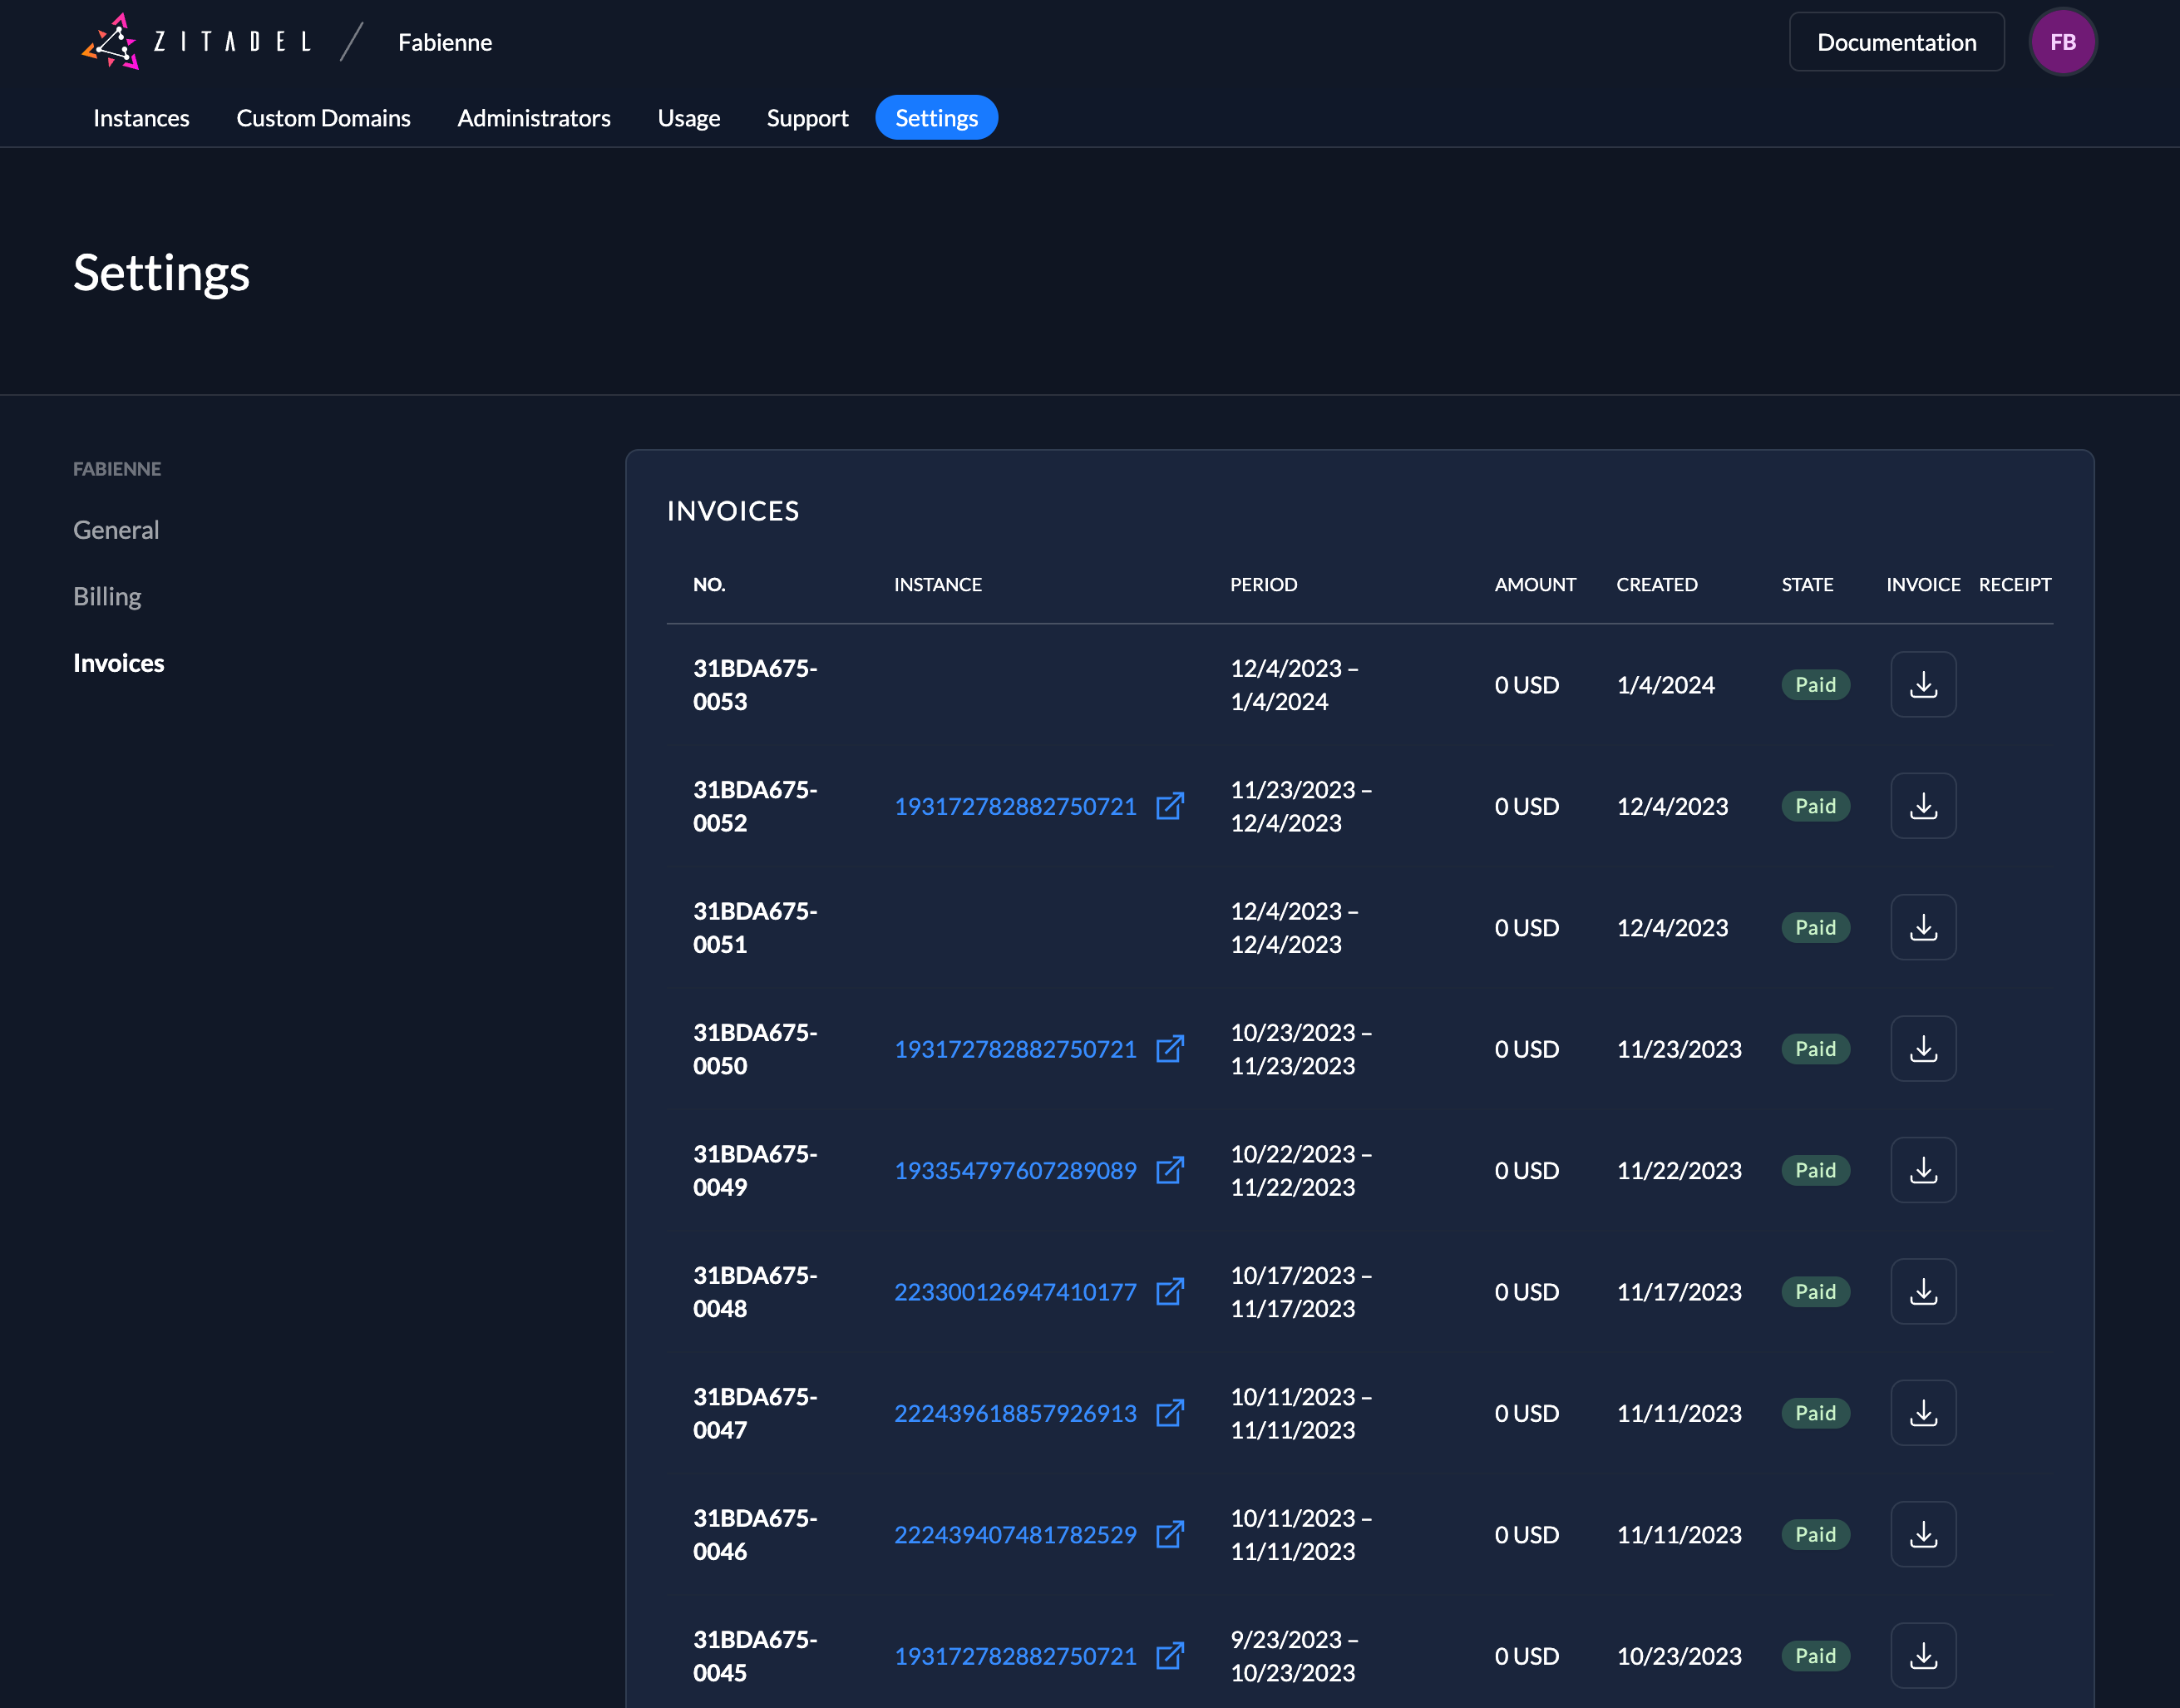 ZITADEL / Fabienne
Documentation
FB
Instances Custom Domains Administrators Usage Support Settings
Settings
FABIENNE
General
Billing
Invoices
INVOICES
NO. INSTANCE PERIOD AMOUNT CREATED STATE INVOICE RECEIPT
31BDA675-
0053
12/4/2023 –
1/4/2024
0 USD
1/4/2024
Paid
31BDA675-
0052
193172782882750721
11/23/2023 –
12/4/2023
0 USD
12/4/2023
Paid
31BDA675-
0051
12/4/2023 –
12/4/2023
0 USD
12/4/2023
Paid
31BDA675-
0050
193172782882750721
10/23/2023 –
11/23/2023
0 USD
11/23/2023
Paid
31BDA675-
0049
193354797607289089
10/22/2023 –
11/22/2023
0 USD
11/22/2023
Paid
31BDA675-
0048
223300126947410177
10/17/2023 –
11/17/2023
0 USD
11/17/2023
Paid
31BDA675-
0047
222439618857926913
10/11/2023 –
11/11/2023
0 USD
11/11/2023
Paid
31BDA675-
0046
222439407481782529
10/11/2023 –
11/11/2023
0 USD
11/11/2023
Paid
31BDA675-
0045
193172782882750721
9/23/2023 –
10/23/2023
0 USD
10/23/2023
Paid